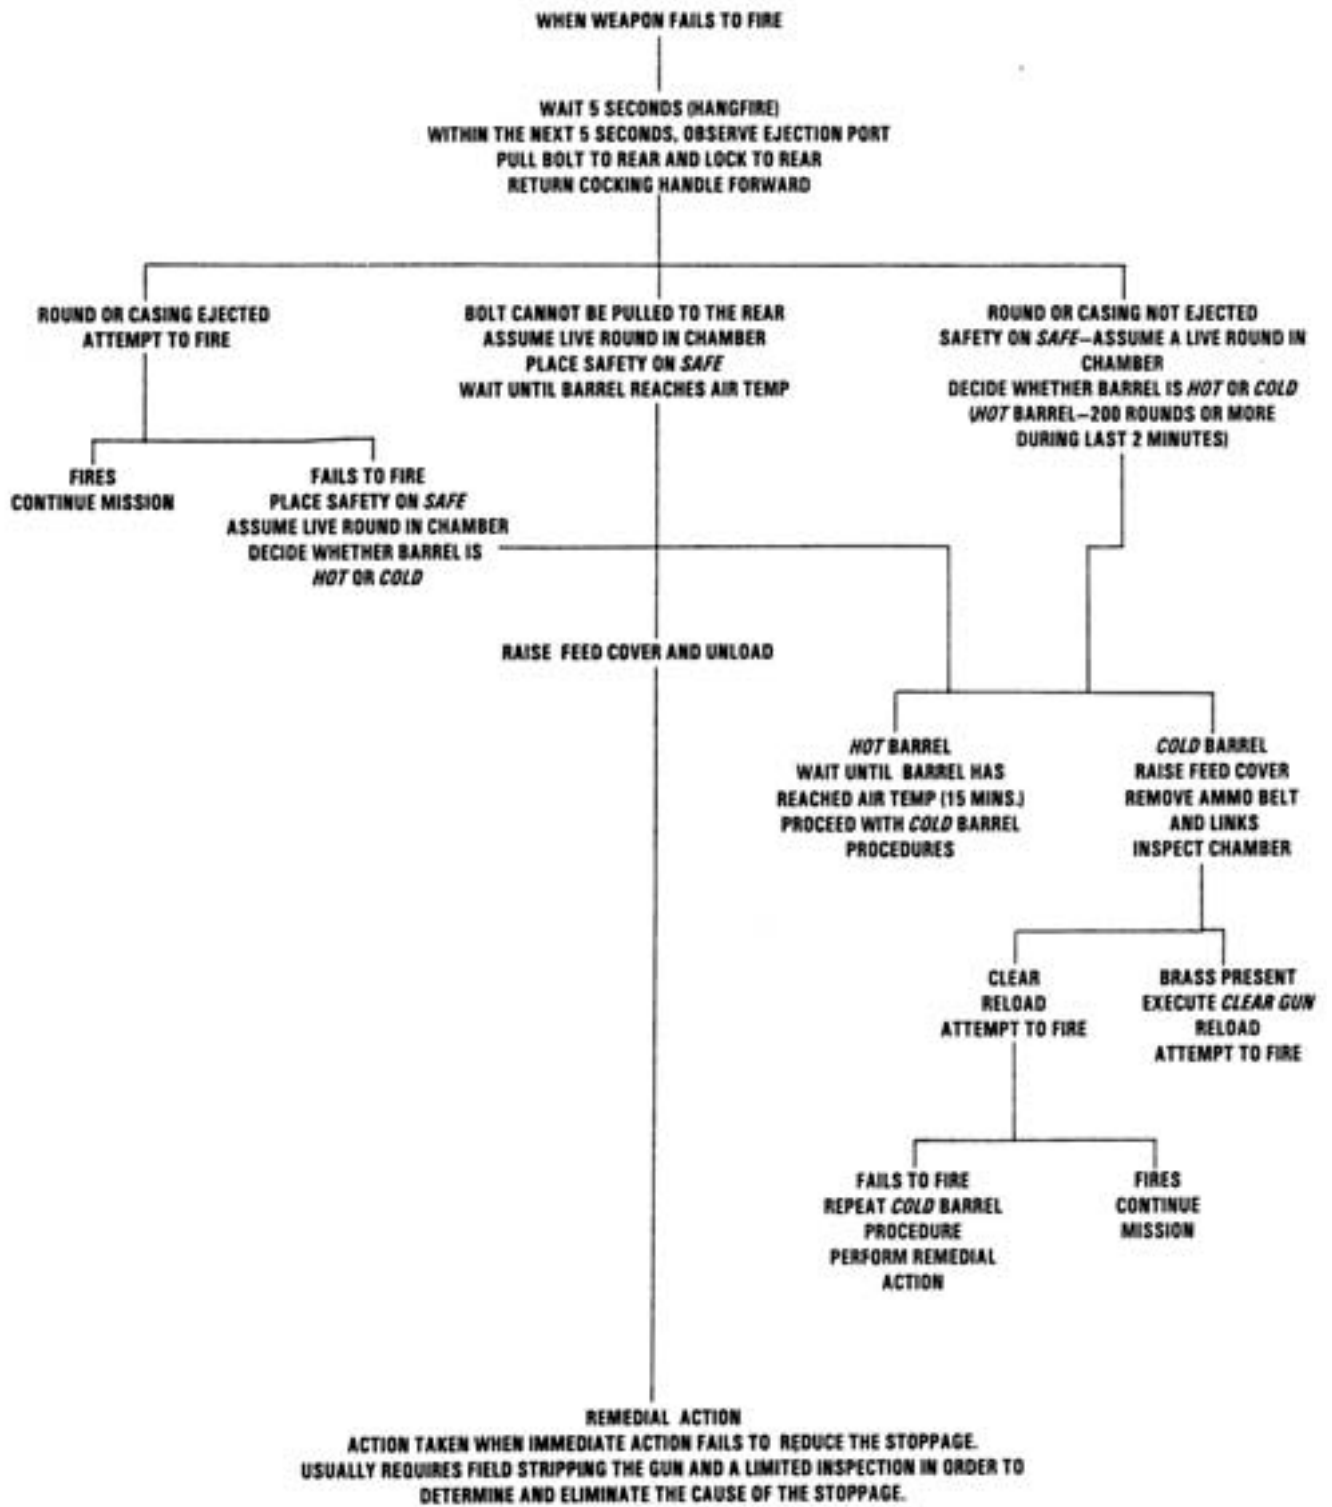 WHEN WEAPON FAILS TO FIRE
WAIT 5 SECONDS (HANGFIRE)
WITHIN THE NEXT 5 SECONDS, OBSERVE EJECTION PORT
PULL BOLT TO REAR AND LOCK TO REAR
RETURN COCKING HANDLE FORWARD
ROUND OR CASING EJECTED
ATTEMPT TO FIRE
BOLT CANNOT BE PULLED TO THE REAR
ASSUME LIVE ROUND IN CHAMBER
PLACE SAFETY ON SAFE
WAIT UNTIL BARREL REACHES AIR TEMP
ROUND OR CASING NOT EJECTED
SAFETY ON SAFE—ASSUME A LIVE ROUND IN
CHAMBER
DECIDE WHETHER BARREL IS HOT OR COLD
(HOT BARREL—200 ROUNDS OR MORE
DURING LAST 2 MINUTES)
FIRES
CONTINUE MISSION
FAILS TO FIRE
PLACE SAFETY ON SAFE
ASSUME LIVE ROUND IN CHAMBER
DECIDE WHETHER BARREL IS
HOT OR COLD
RAISE FEED COVER AND UNLOAD
HOT BARREL
WAIT UNTIL BARREL HAS
REACHED AIR TEMP (15 MINS.)
PROCEED WITH COLD BARREL
PROCEDURES
COLD BARREL
RAISE FEED COVER
REMOVE AMMO BELT
AND LINKS
INSPECT CHAMBER
CLEAR
RELOAD
ATTEMPT TO FIRE
BRASS PRESENT
EXECUTE CLEAR GUN
RELOAD
ATTEMPT TO FIRE
FAILS TO FIRE
REPEAT COLD BARREL
PROCEDURE
PERFORM REMEDIAL
ACTION
FIRES
CONTINUE
MISSION
REMEDIAL ACTION
ACTION TAKEN WHEN IMMEDIATE ACTION FAILS TO REDUCE THE STOPPAGE.
USUALLY REQUIRES FIELD STRIPPING THE GUN AND A LIMITED INSPECTION IN ORDER TO
DETERMINE AND ELIMINATE THE CAUSE OF THE STOPPAGE.